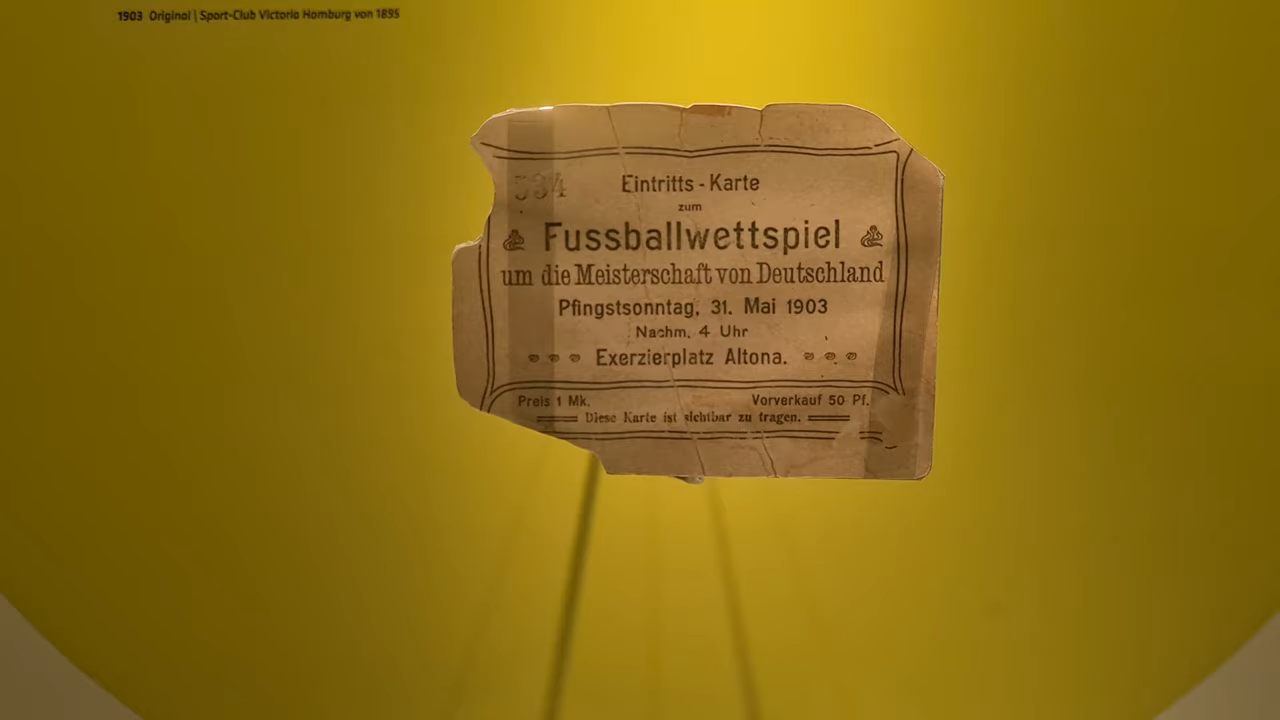 1903 Original | Sport-Club Victoria Hamburg von 1895
534
Eintritts-Karte
zum
Fussballwettspiel
um die Meisterschaft von Deutschland
Pfingstsonntag, 31. Mai 1903
Nachm. 4 Uhr
Exerzierplatz Altona.
Preis 1 Mk. Vorverkauf 50 Pf.
Diese Karte ist sichtbar zu tragen.